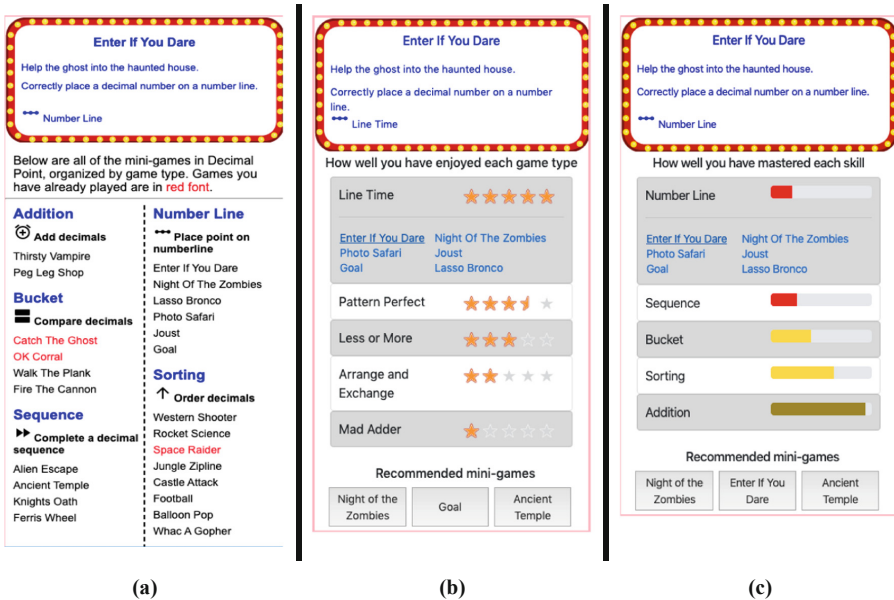 Enter If You Dare
Help the ghost into the haunted house.
Correctly place a decimal number on a number line.
Number Line
Below are all of the mini-games in Decimal
Point, organized by game type. Games you
have already played are in red font.
Addition
Add decimals
Thirsty Vampire
Peg Leg Shop
Bucket
Compare decimals
Catch The Ghost
OK Corral
Walk The Plank
Fire The Cannon
Sequence
Complete a decimal
sequence
Alien Escape
Ancient Temple
Knights Oath
Ferris Wheel
Number Line
Place point on
numberline
Enter If You Dare
Night Of The Zombies
Lasso Bronco
Photo Safari
Joust
Goal
Sorting
Order decimals
Western Shooter
Rocket Science
Space Raider
Jungle Zipline
Castle Attack
Football
Balloon Pop
Whac A Gopher
(a)
Enter If You Dare
Help the ghost into the haunted house.
Correctly place a decimal number on a number
line.
Line Time
How well you have enjoyed each game type
Line Time
Enter If You Dare Night Of The Zombies
Photo Safari Joust
Goal Lasso Bronco
Pattern Perfect
Less or More
Arrange and
Exchange
Mad Adder
Recommended mini-games
Night of the
Zombies
Goal
Ancient
Temple
(b)
Enter If You Dare
Help the ghost into the haunted house.
Correctly place a decimal number on a number line.
Number Line
How well you have mastered each skill
Number Line
Enter If You Dare Night Of The Zombies
Photo Safari Joust
Goal Lasso Bronco
Sequence
Bucket
Sorting
Addition
Recommended mini-games
Night of the
Zombies
Enter If You
Dare
Ancient
Temple
(c)